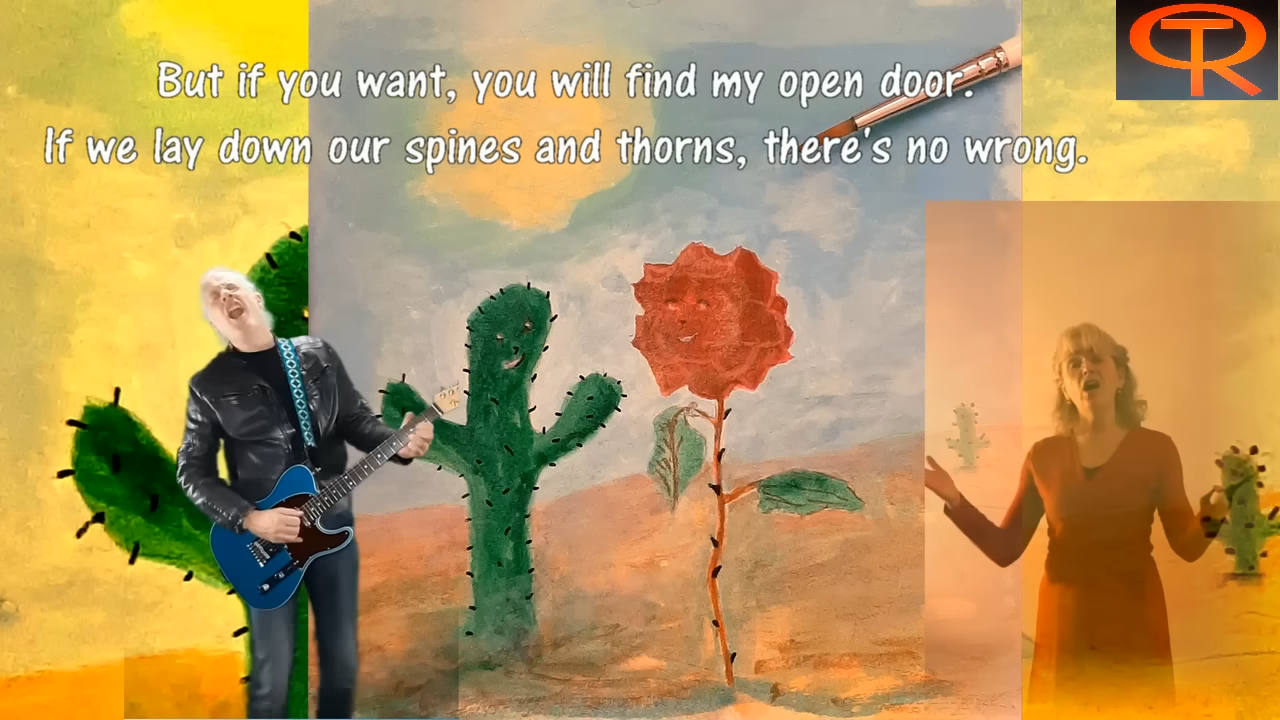 But if you want, you will find my open door.
If we lay down our spines and thorns, there's no wrong.
TR